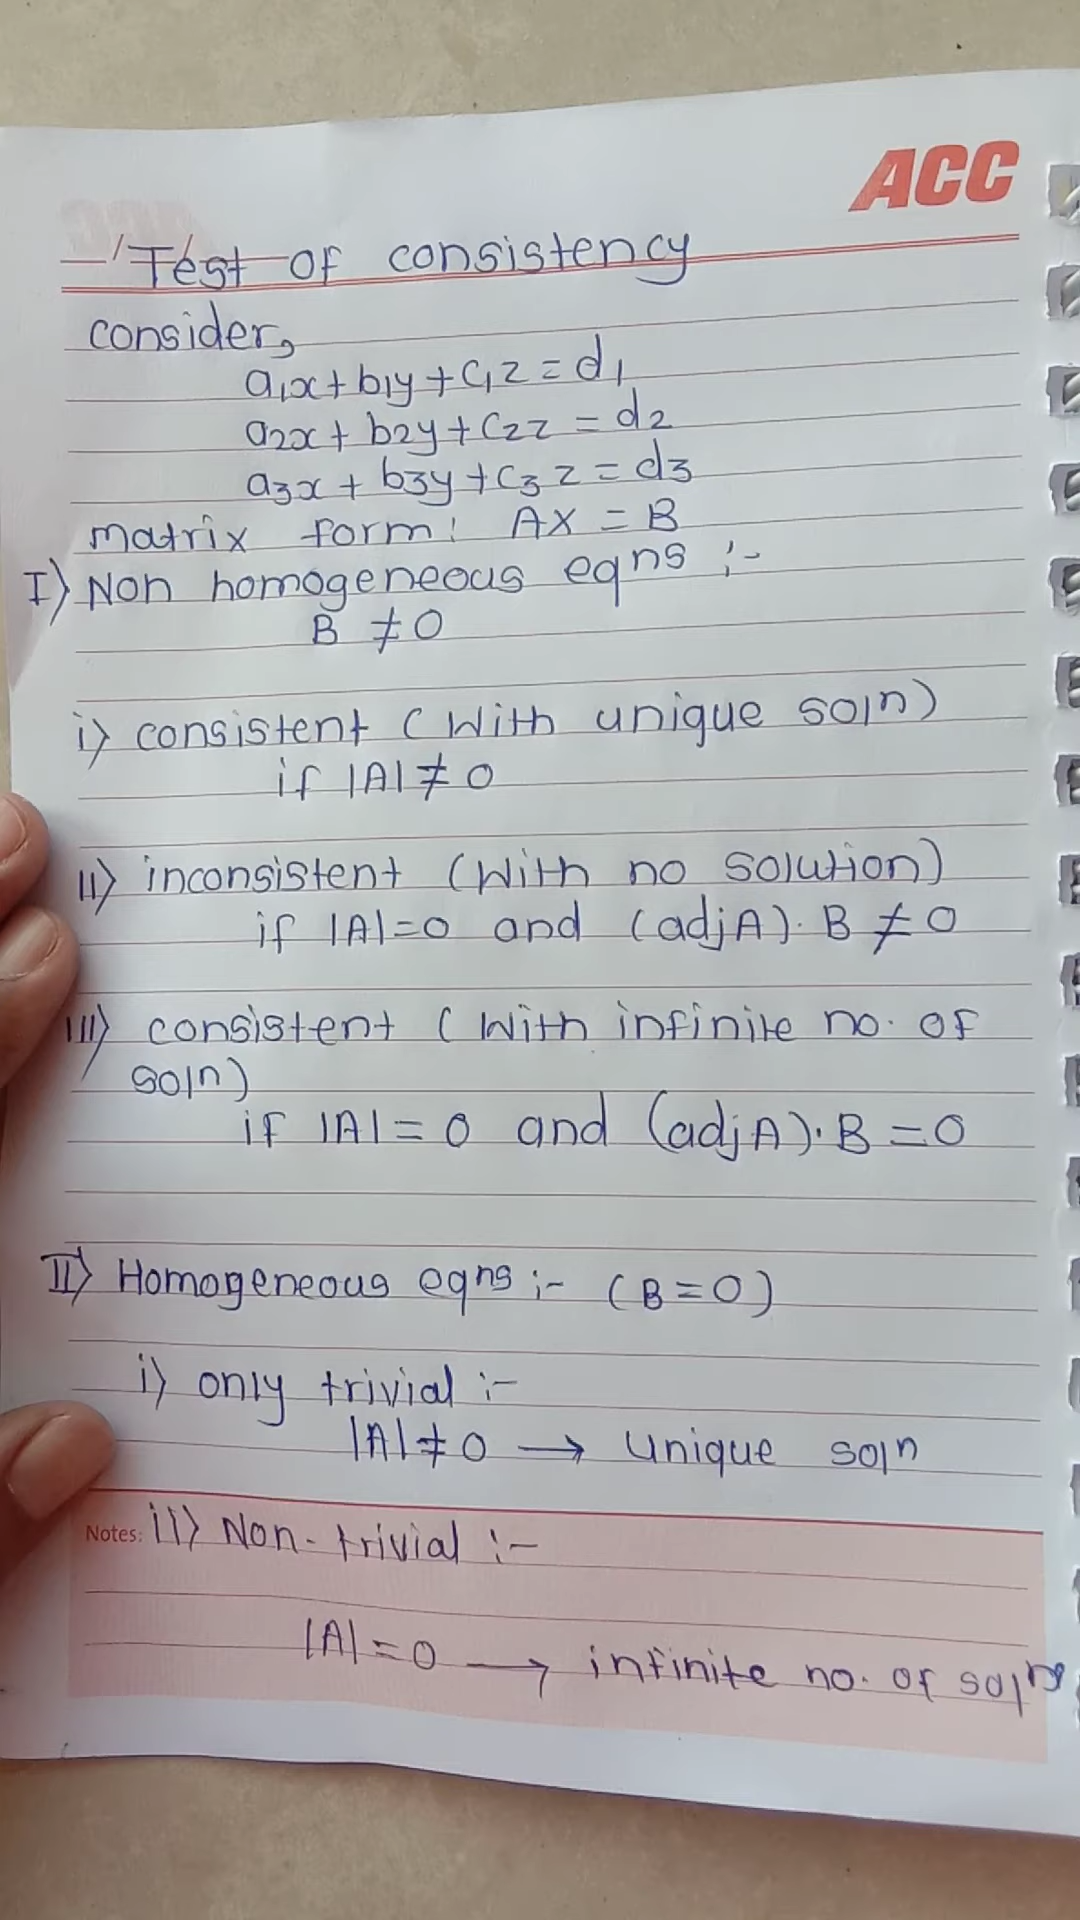 ACC
Test of consistency
consider,
a1x + b1y + c1z = d1
a2x + b2y + c2z = d2
a3x + b3y + c3z = d3
matrix form: AX = B
I) Non homogeneous eqns :-
B ≠ 0
i) consistent (With unique soln)
if |A| ≠ 0
ii) inconsistent (With no solution)
if |A|=0 and (adjA). B ≠ 0
iii) consistent (With infinite no. of
soln)
if |A| = 0 and (adjA). B = 0
II) Homogeneous eqns :- (B=0)
i) only trivial :-
|A| ≠ 0 → unique soln
Notes: ii) Non-trivial :-
|A| = 0 → infinite no. of solns